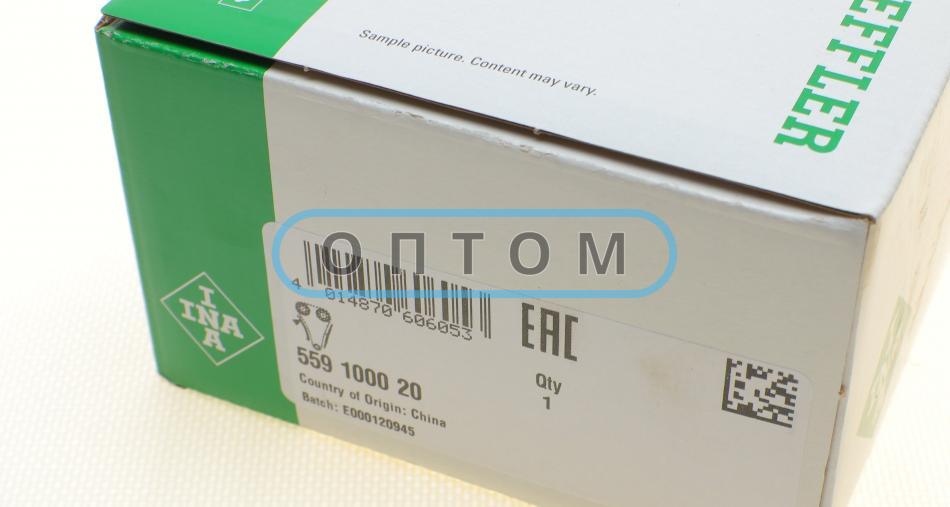 Sample picture. Content may vary.
EFFLER
ОПТОМ
4 014870 606053
EAC
INA
INA
559 1000 20
Qty
1
Country of Origin: China
Batch: E000120945